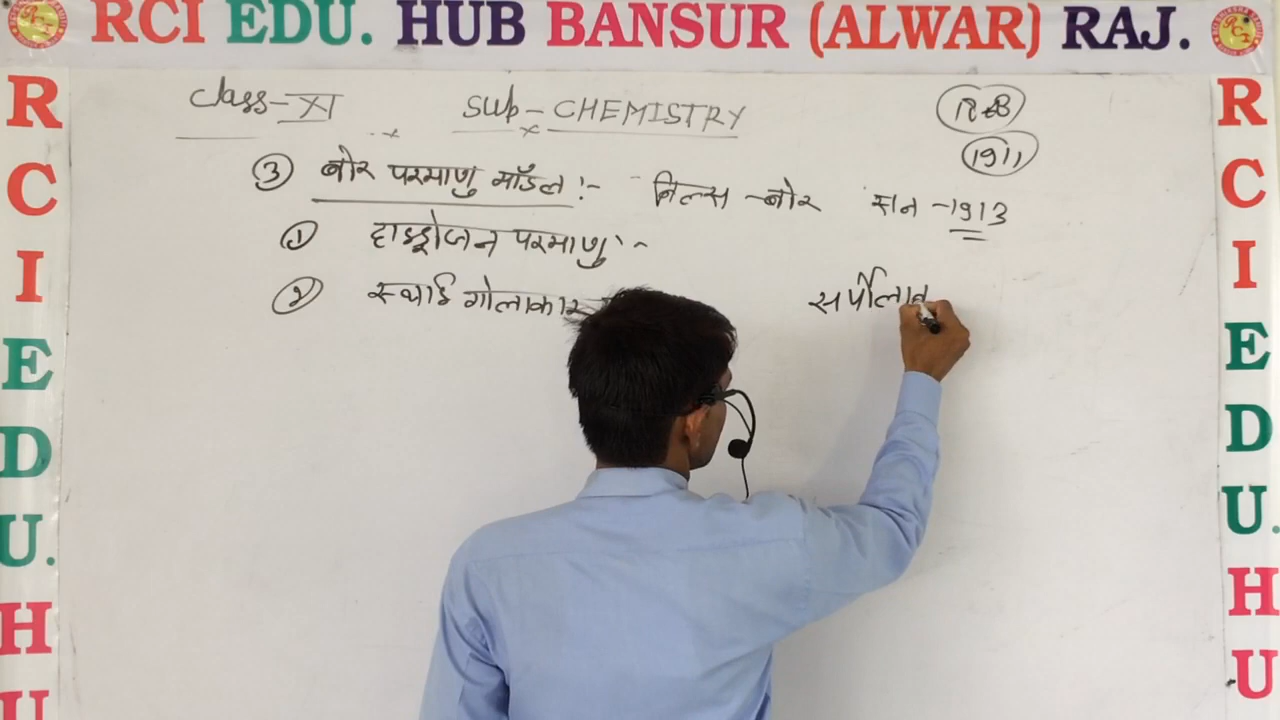 RCI EDU. HUB BANSUR (ALWAR) RAJ.
Class-XI Sub-CHEMISTRY R&B
1911
③ बोर परमाणु मॉडल :- निल्स -बोर सन -1913
① हाइड्रोजन परमाणु :-
② स्थाई गोलाकार सर्पीलाक
R
C
I
E
D
U.
H
U
R
C
I
E
D
U.
H
U